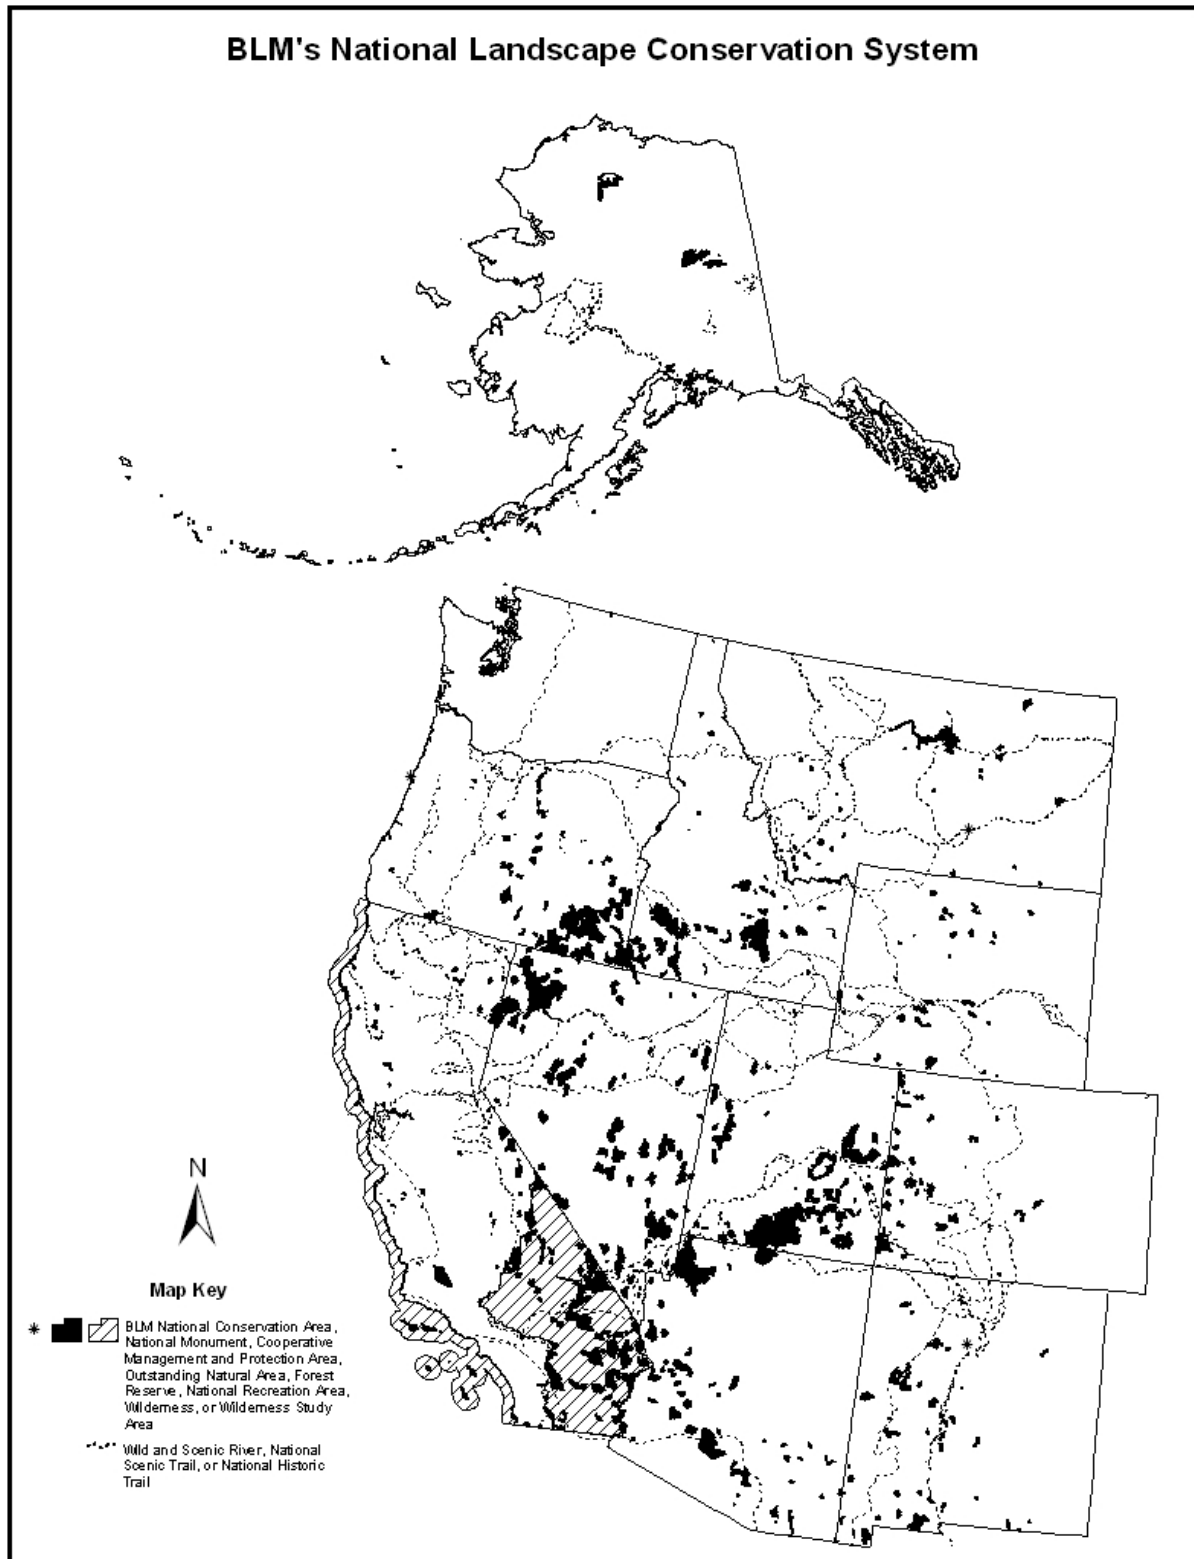 BLM's National Landscape Conservation System
N
Map Key
BLM National Conservation Area,
National Monument, Cooperative
Management and Protection Area,
Outstanding Natural Area, Forest
Reserve, National Recreation Area,
Wilderness, or Wilderness Study
Area
Wild and Scenic River, National
Scenic Trail, or National Historic
Trail